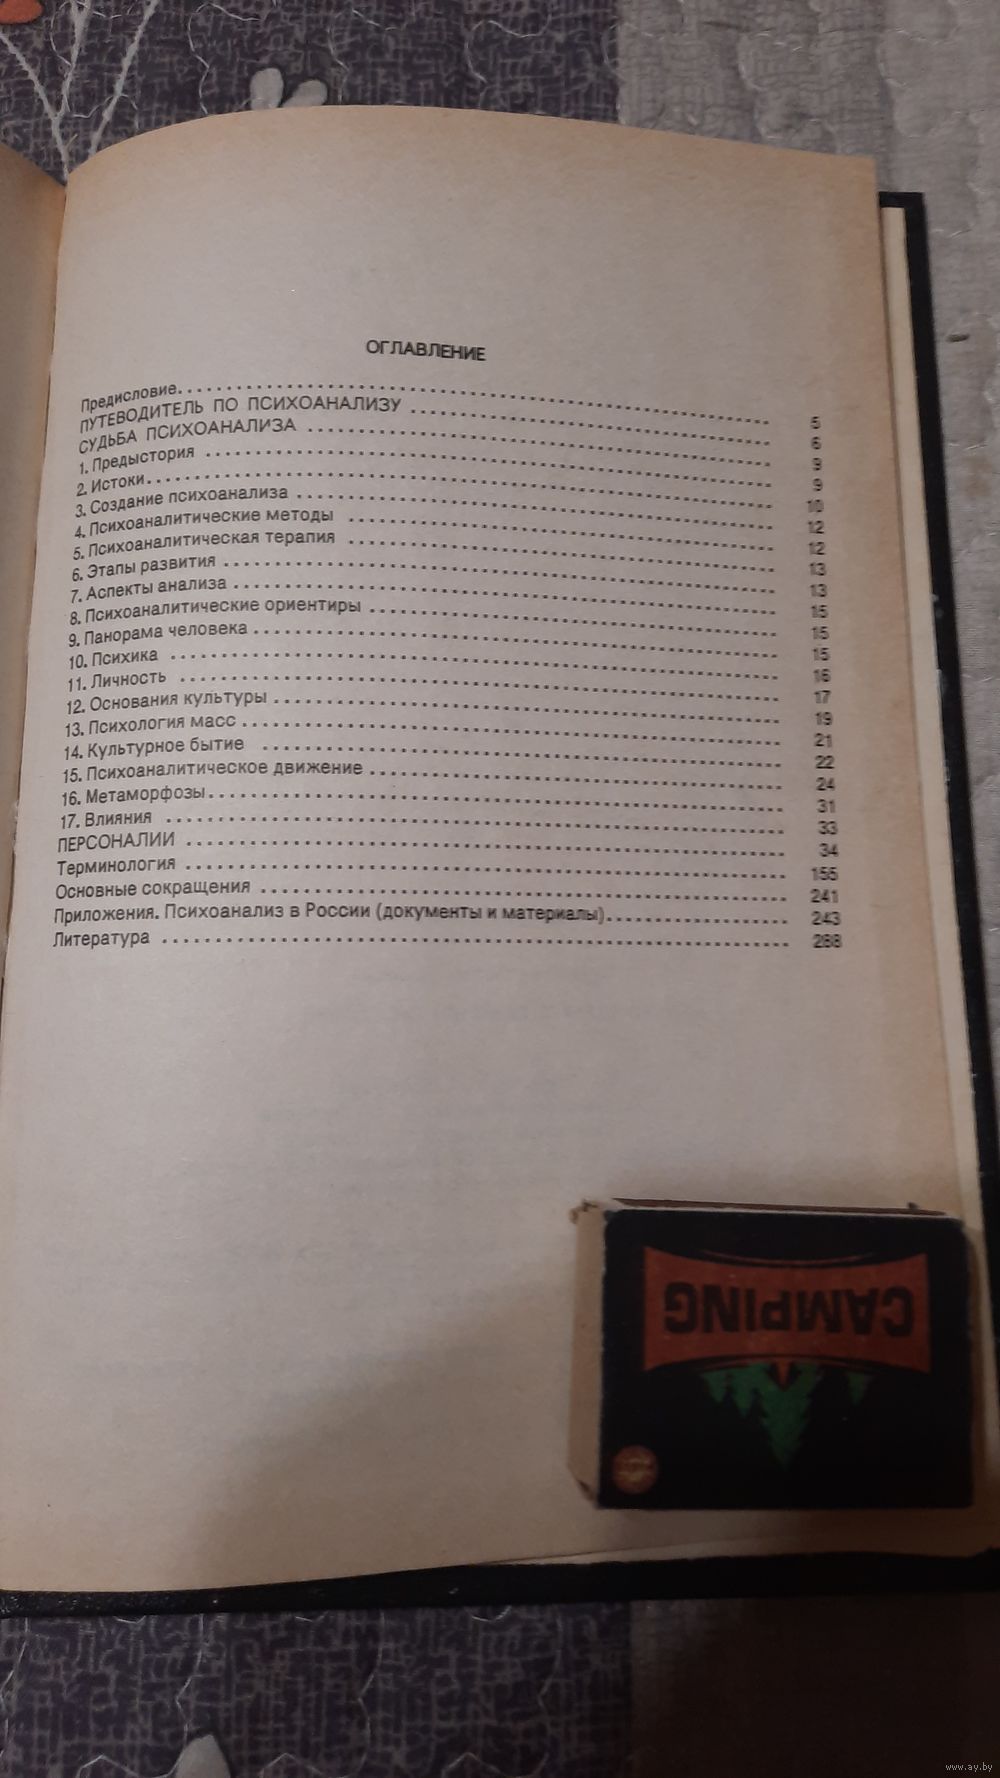 ОГЛАВЛЕНИЕ
Предисловие. 5
ПУТЕВОДИТЕЛЬ ПО ПСИХОАНАЛИЗУ 6
СУДЬБА ПСИХОАНАЛИЗА 9
1. Предыстория 9
2. Истоки 10
3. Создание психоанализа 12
4. Психоаналитические методы 12
5. Психоаналитическая терапия 13
6. Этапы развития 13
7. Аспекты анализа 15
8. Психоаналитические ориентиры 15
9. Панорама человека 15
10. Психика 16
11. Личность 17
12. Основания культуры 19
13. Психология масс 21
14. Культурное бытие 22
15. Психоаналитическое движение 24
16. Метаморфозы 31
17. Влияния 33
ПЕРСОНАЛИИ 34
Терминология 155
Основные сокращения 241
Приложения. Психоанализ в России (документы и материалы) 243
Литература 288
CAMPING
www.ay.by